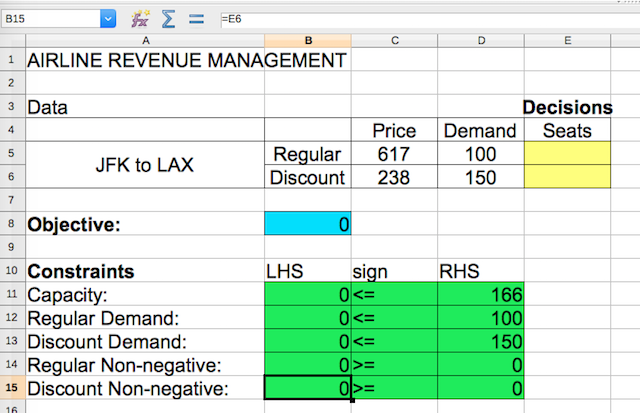 B15 =E6
A B C D E
1 AIRLINE REVENUE MANAGEMENT
2
3 Data Decisions
4 Price Demand Seats
5 JFK to LAX Regular 617 100
6 Discount 238 150
7
8 Objective: 0
9
10 Constraints LHS sign RHS
11 Capacity: 0 <= 166
12 Regular Demand: 0 <= 100
13 Discount Demand: 0 <= 150
14 Regular Non-negative: 0 >= 0
15 Discount Non-negative: 0 >= 0
16